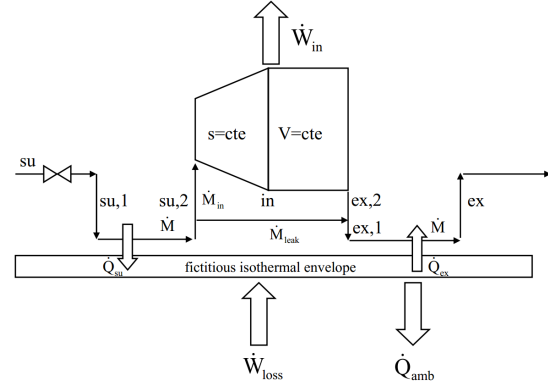 Ẇin
s=cte
V=cte
su
su,1
su,2
Ṁin
in
ex,2
ex
Ṁ
Ṁleak
ex,1
Ṁ
Q̇su
fictitious isothermal envelope
Q̇ex
Ẇloss
Q̇amb